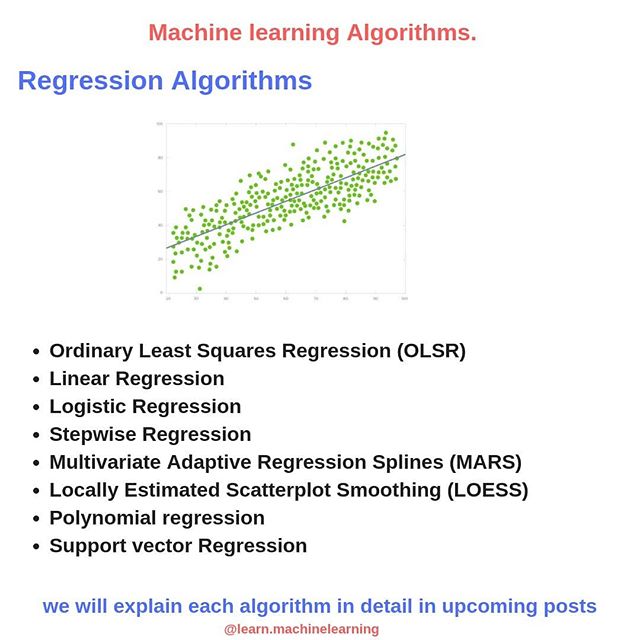 Machine learning Algorithms.
Regression Algorithms
• Ordinary Least Squares Regression (OLSR)
• Linear Regression
• Logistic Regression
• Stepwise Regression
• Multivariate Adaptive Regression Splines (MARS)
• Locally Estimated Scatterplot Smoothing (LOESS)
• Polynomial regression
• Support vector Regression
we will explain each algorithm in detail in upcoming posts
@learn.machinelearning